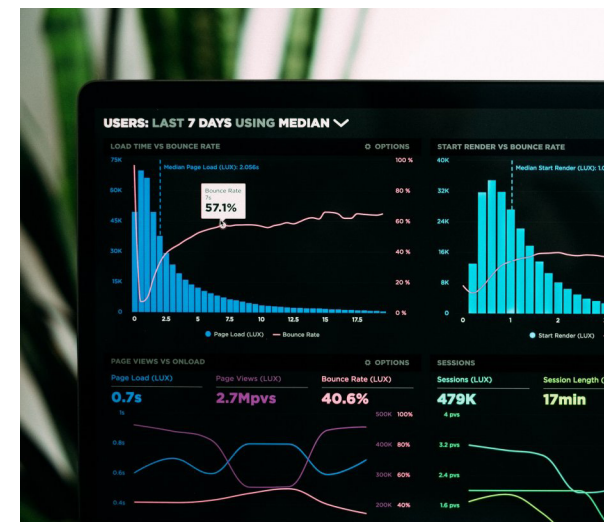 USERS: LAST 7 DAYS USING MEDIAN
LOAD TIME VS BOUNCE RATE
OPTIONS
75K
100 %
Median Page Load (LUX): 2.056s
60K
80 %
Bounce Rate
7s
57.1%
45K
60 %
30K
40 %
15K
20 %
0
0 %
0 2.5 5 7.5 10 12.5 15 17.5
Page Load (LUX) Bounce Rate
START RENDER VS BOUNCE RATE
40K
Median Start Render (LUX): 1.0
32K
24K
16K
8K
0
0 1 2
Start Render (LUX)
PAGE VIEWS VS ONLOAD
OPTIONS
Page Load (LUX) Page Views (LUX) Bounce Rate (LUX)
0.7s 2.7Mpvs 40.6%
1s 500K 100%
0.8s 400K 80%
0.6s 300K 60%
0.4s 200K 40%
SESSIONS
Sessions (LUX) Session Length (
479K 17min
4 pvs
3.2 pvs
2.4 pvs
1.6 pvs